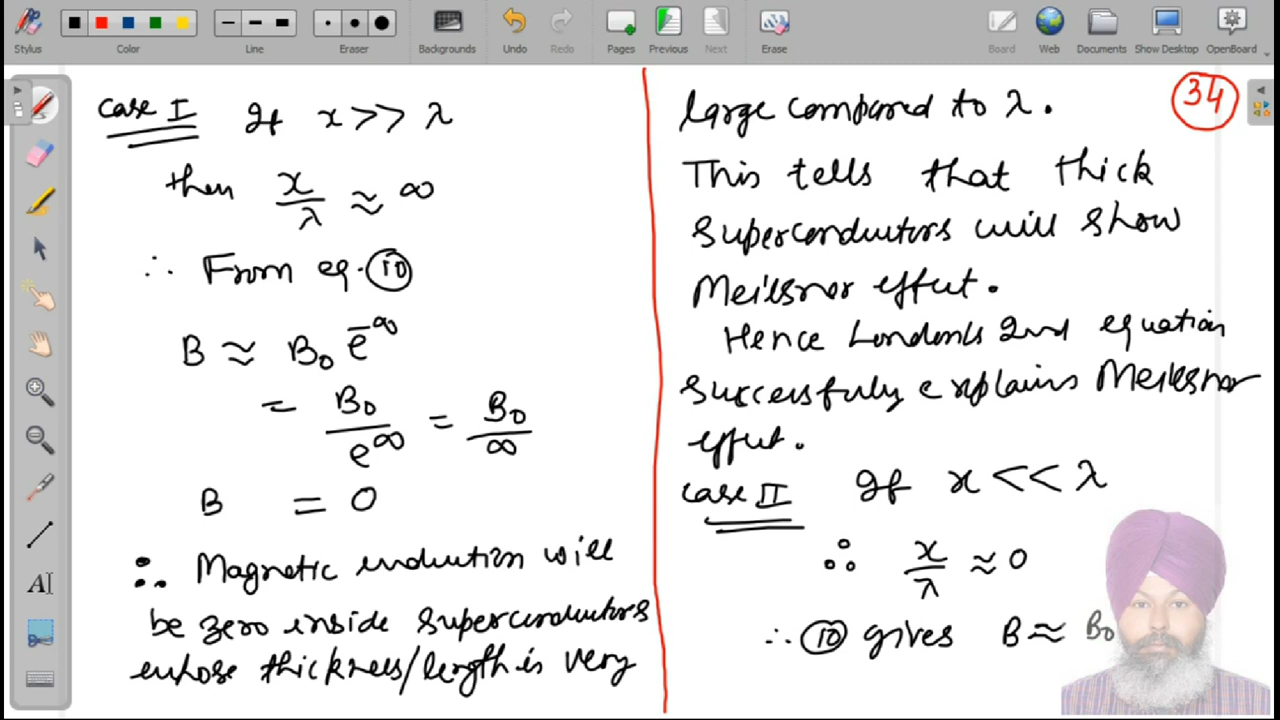 Stylus
Color
Line
Eraser
Backgrounds
Undo
Redo
Pages
Previous
Next
Erase
Board
Web
Documents
Show Desktop
OpenBoard
Case I If x >> λ
then x/λ ≈ ∞
∴ From eq. (10)
B ≈ B₀ e^-∞
= B₀/e^∞ = B₀/∞
B = 0
∴ Magnetic induction will
be zero inside superconductors
whose thickness/length is very
34
large compared to λ.
This tells that thick
Superconductors will show
Meissner effect.
Hence London's 2nd equation
successfully explains Meissner
effect.
Case II If x << λ
∴ x/λ ≈ 0
∴ (10) gives B ≈ B₀